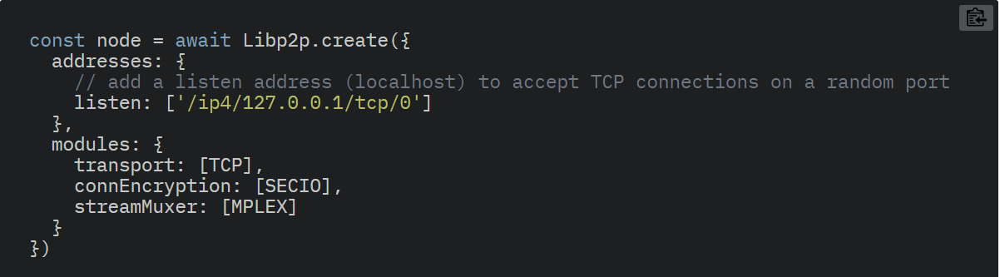 const node = await Libp2p.create({
  addresses: {
    // add a listen address (localhost) to accept TCP connections on a random port
    listen: ['/ip4/127.0.0.1/tcp/0']
  },
  modules: {
    transport: [TCP],
    connEncryption: [SECIO],
    streamMuxer: [MPLEX]
  }
})